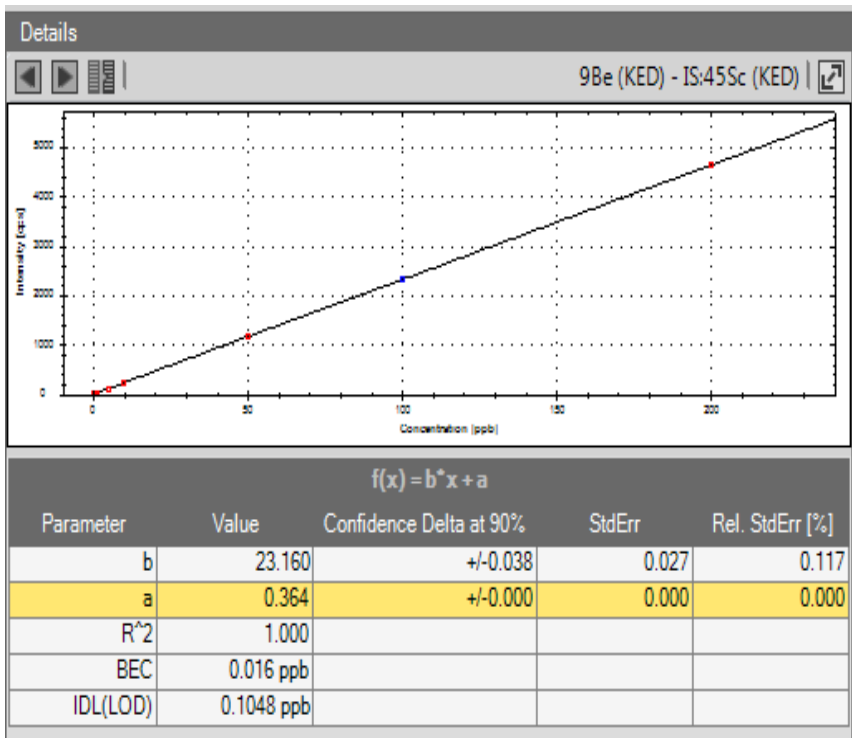 Details
9Be (KED) - IS:45Sc (KED)
Intensity [cps]
5000
4000
3000
2000
1000
0
0 50 100 150 200
Concentration [ppb]
f(x) = b*x + a
Parameter Value Confidence Delta at 90% StdErr Rel. StdErr [%]
b 23.160 +/-0.038 0.027 0.117
a 0.364 +/-0.000 0.000 0.000
R^2 1.000
BEC 0.016 ppb
IDL(LOD) 0.1048 ppb